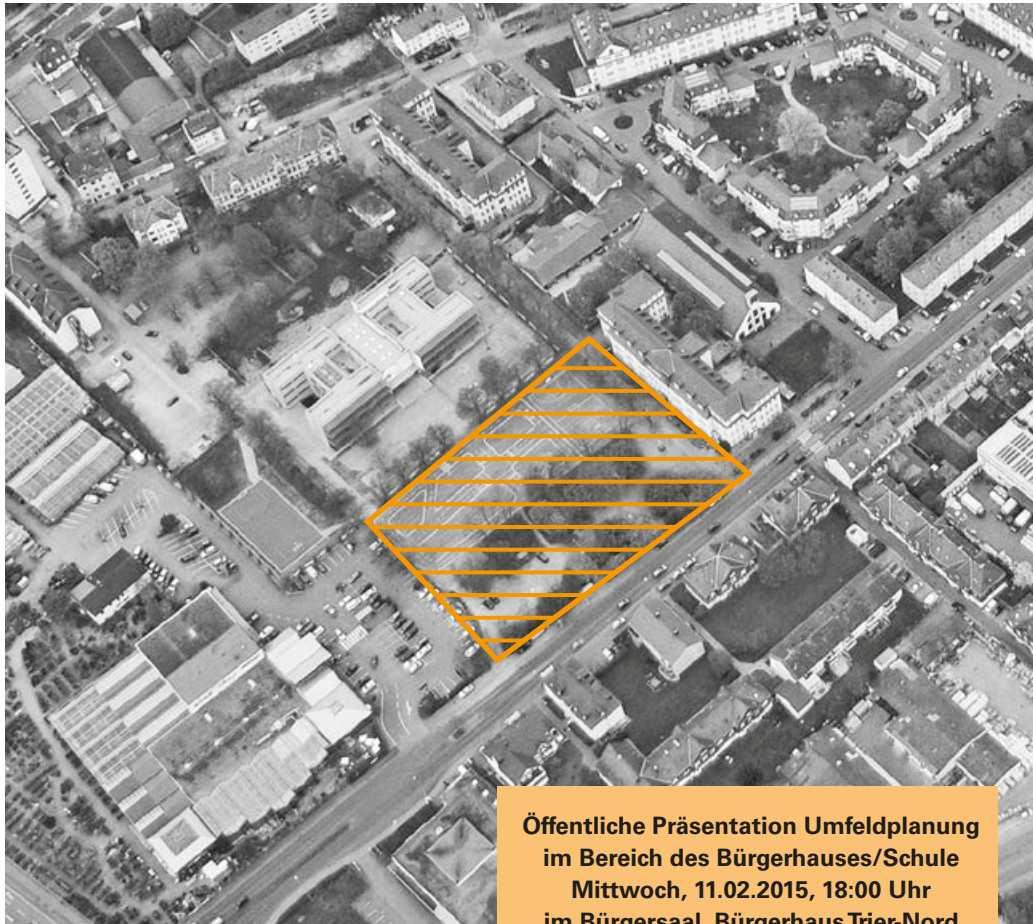 Öffentliche Präsentation Umfeldplanung
im Bereich des Bürgerhauses/Schule
Mittwoch, 11.02.2015, 18:00 Uhr
im Bürgersaal, Bürgerhaus Trier-Nord